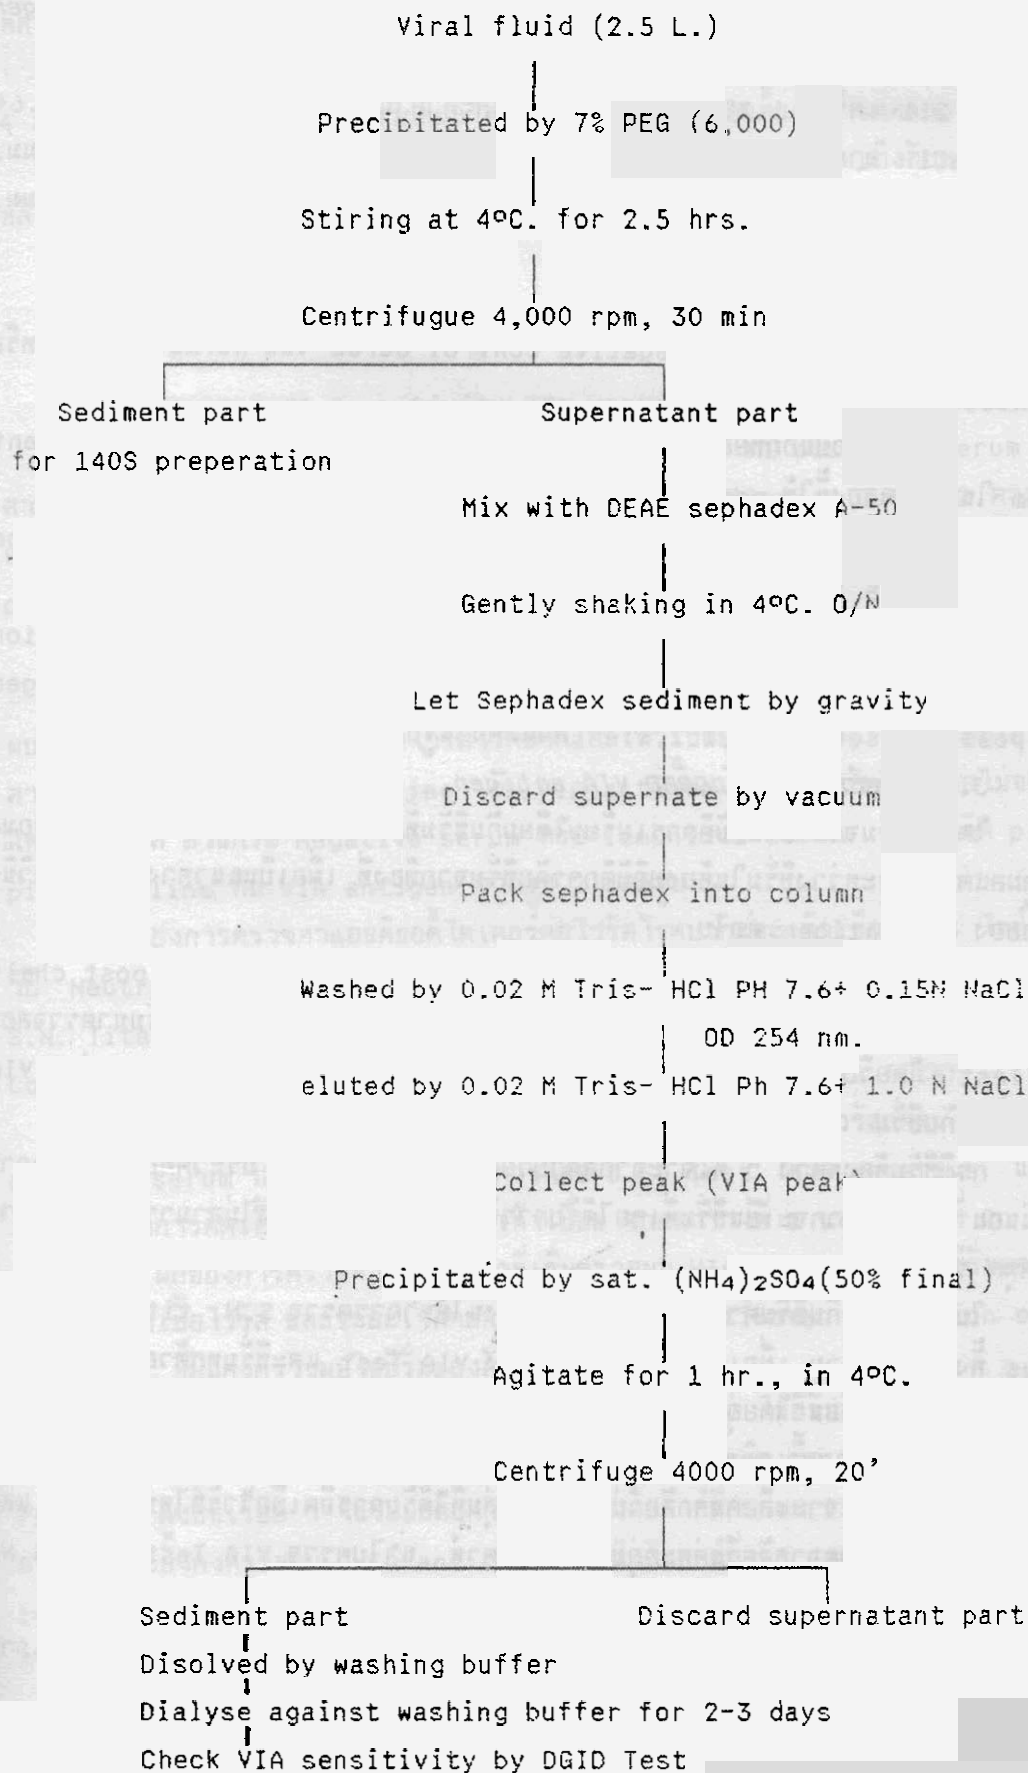 Viral fluid (2.5 L.)
Precipitated by 7% PEG (6,000)
Stiring at 4ºC. for 2.5 hrs.
Centrifugue 4,000 rpm, 30 min
Sediment part
Supernatant part
for 140S preperation
Mix with DEAE sephadex A-50
Gently shaking in 4ºC. O/N
Let Sephadex sediment by gravity
Discard supernate by vacuum
Pack sephadex into column
Washed by 0.02 M Tris- HCl PH 7.6+ 0.15N NaCl
OD 254 nm.
eluted by 0.02 M Tris- HCl Ph 7.6+ 1.0 N NaCl
Collect peak (VIA peak)
Precipitated by sat. (NH4)2SO4(50% final)
Agitate for 1 hr., in 4ºC.
Centrifuge 4000 rpm, 20'
Sediment part
Discard supernatant part
Disolved by washing buffer
Dialyse against washing buffer for 2-3 days
Check VIA sensitivity by DGID Test